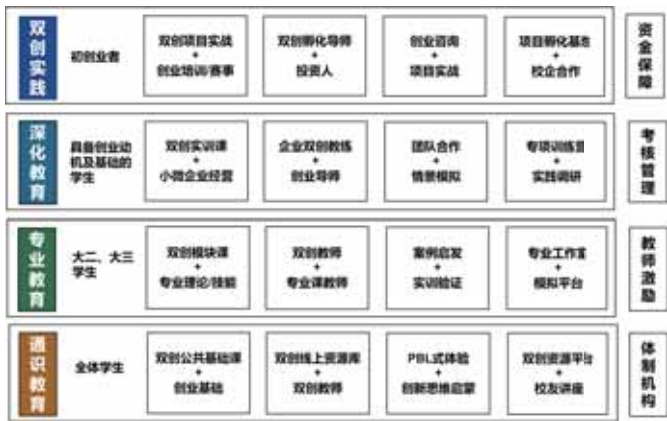 双创实践
初创业者
双创项目实战
+
创业培训/赛事
双创孵化导师
+
投资人
创业咨询
+
项目实战
项目孵化基地
+
校企合作
资金保障
深化教育
具备创业动
机及基础的
学生
双创实训课
+
小微企业经营
企业双创教练
+
创业导师
团队合作
+
情景模拟
专项训练营
+
实践调研
考核管理
专业教育
大二、大三
学生
双创模块课
+
专业理论/技能
双创教师
+
专业课教师
案例启发
+
实训验证
专业工作室
+
模拟平台
教师激励
通识教育
全体学生
双创公共基础课
+
创业基础
双创线上资源库
+
双创教师
PBL式体验
+
创新思维启蒙
双创资源平台
+
校友讲座
体制机构